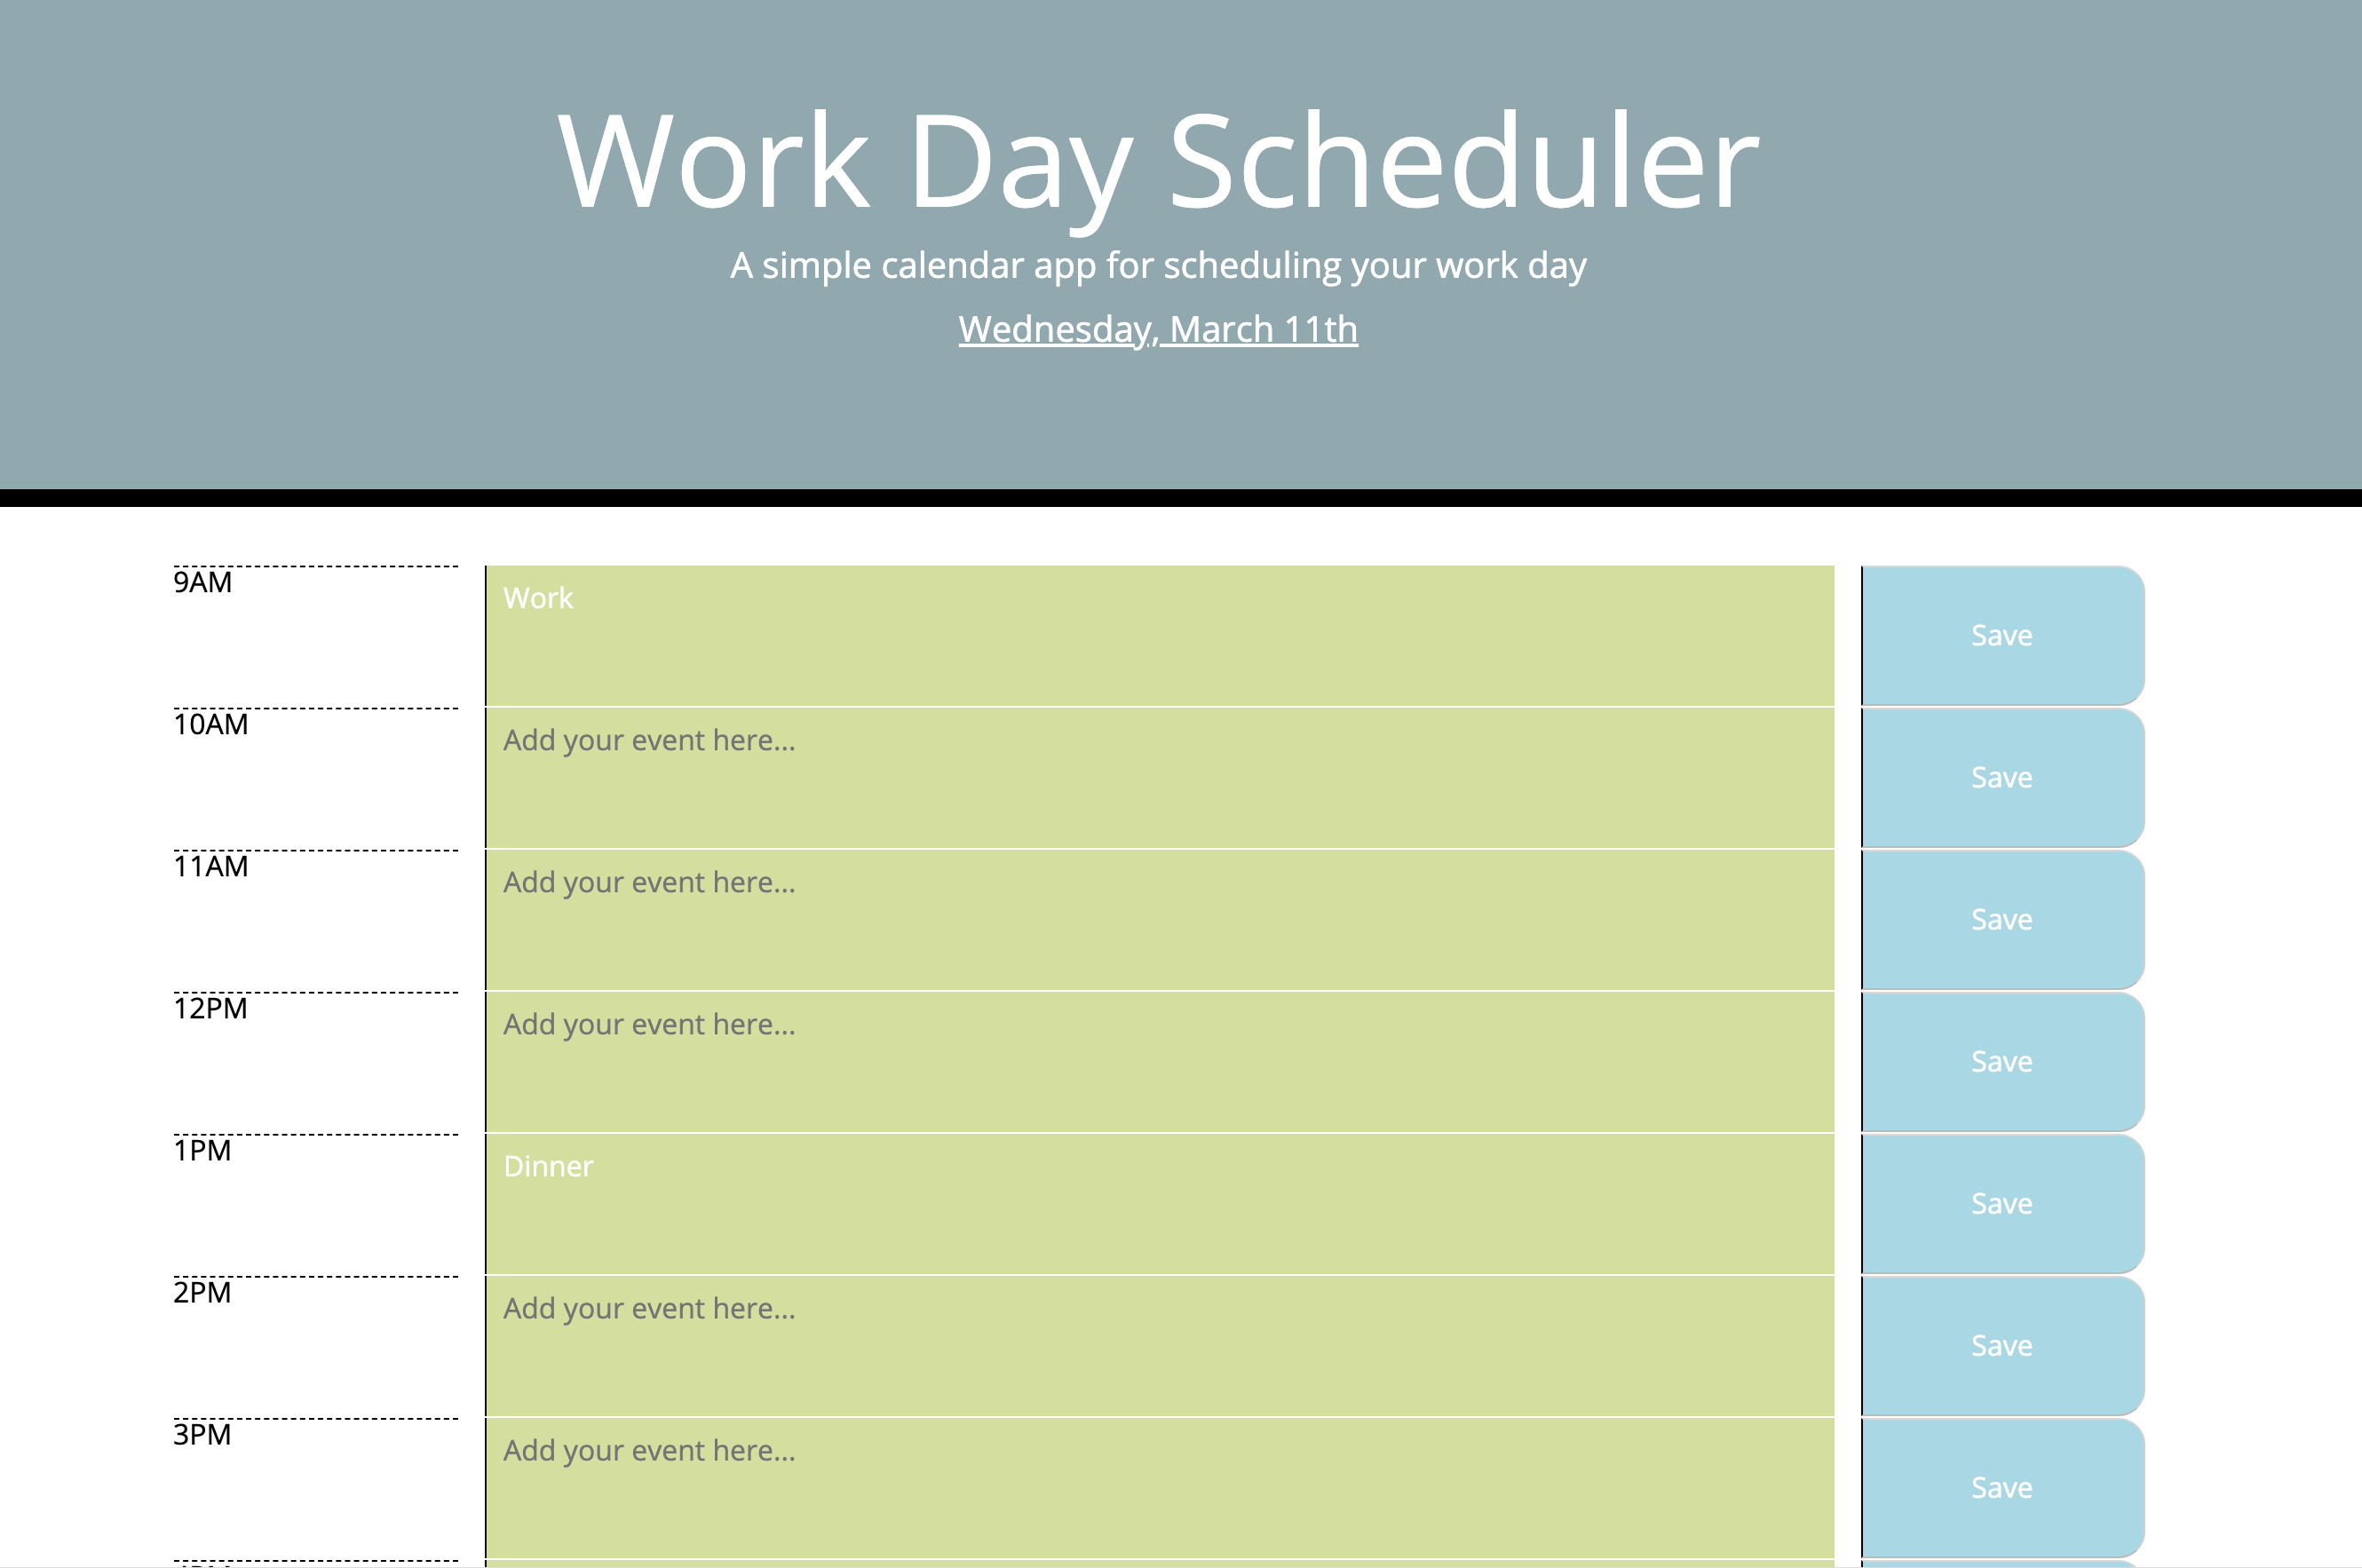 Work Day Scheduler
A simple calendar app for scheduling your work day
Wednesday, March 11th
9AM
Work
Save
10AM
Add your event here...
Save
11AM
Add your event here...
Save
12PM
Add your event here...
Save
1PM
Dinner
Save
2PM
Add your event here...
Save
3PM
Add your event here...
Save